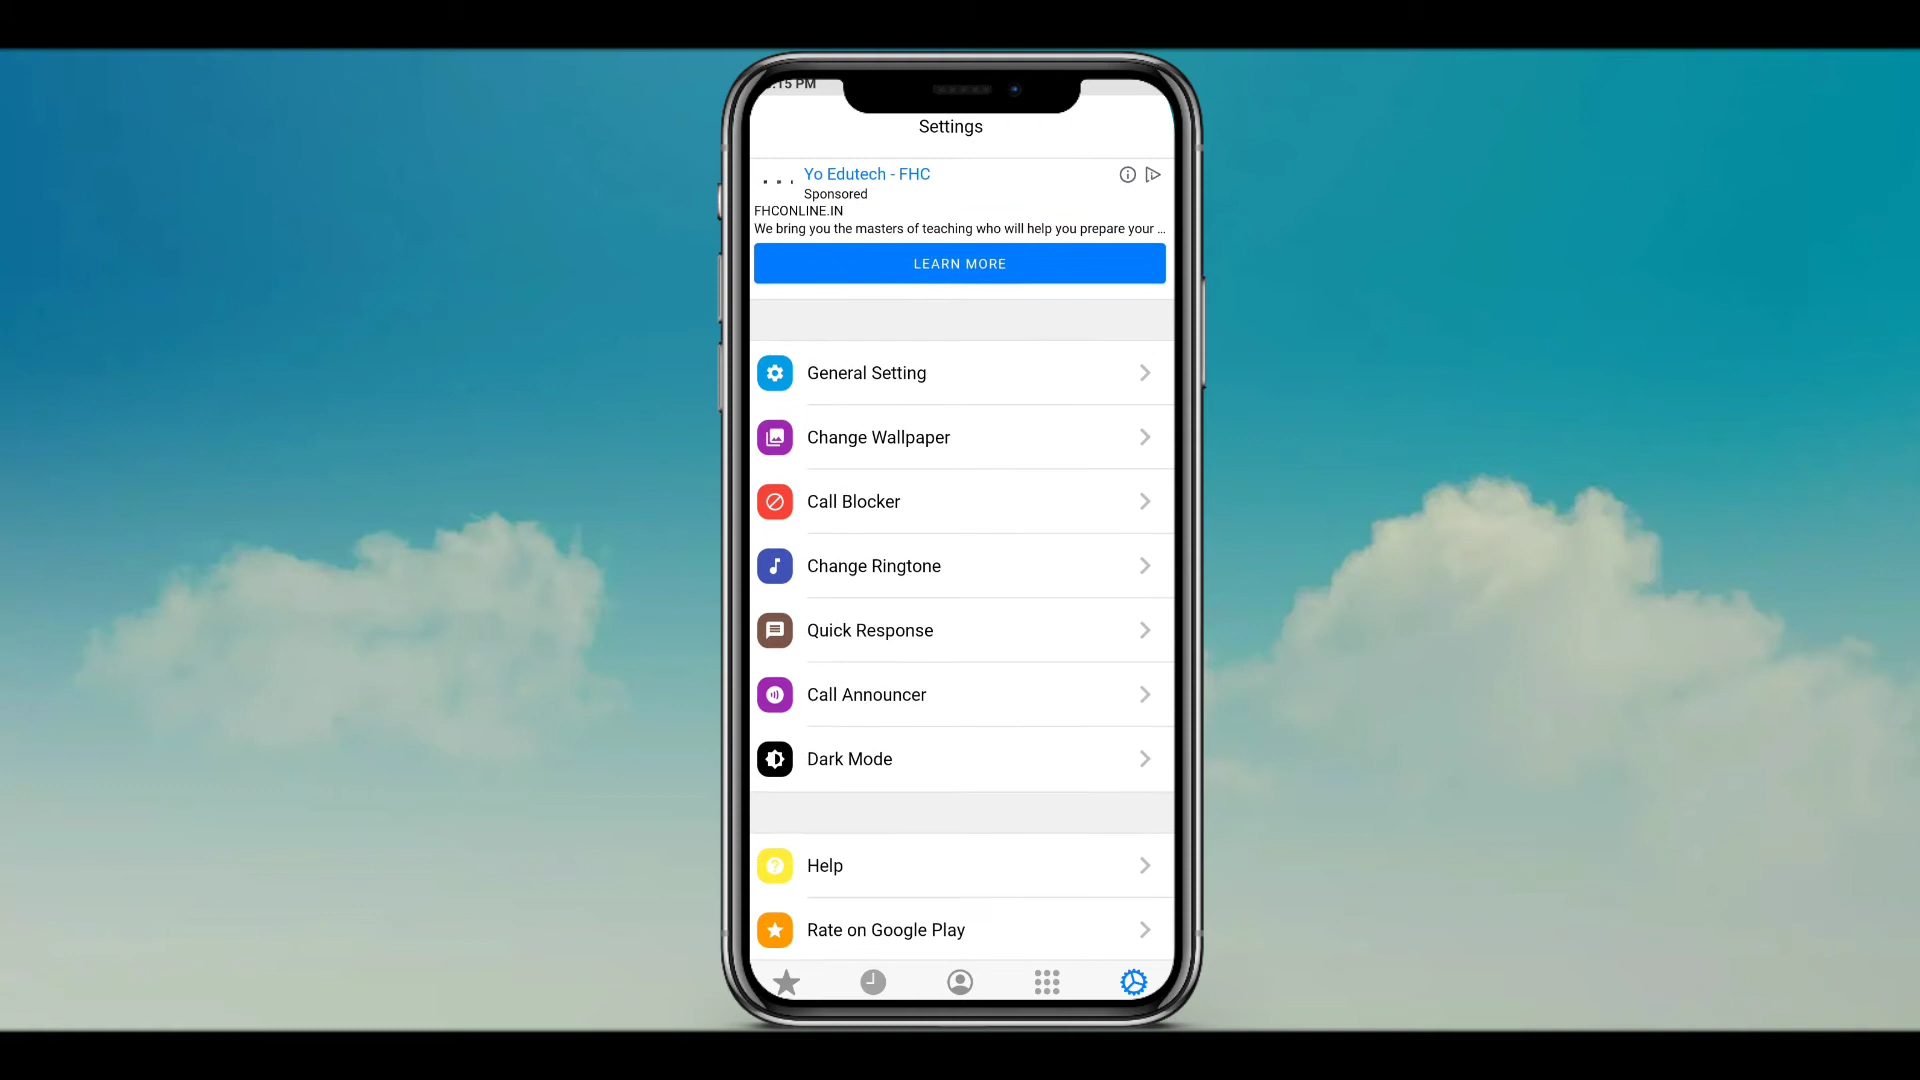 :15 PM
Settings
Yo Edutech - FHC
Sponsored
FHCONLINE.IN
We bring you the masters of teaching who will help you prepare your ...
LEARN MORE
General Setting
Change Wallpaper
Call Blocker
Change Ringtone
Quick Response
Call Announcer
Dark Mode
Help
Rate on Google Play